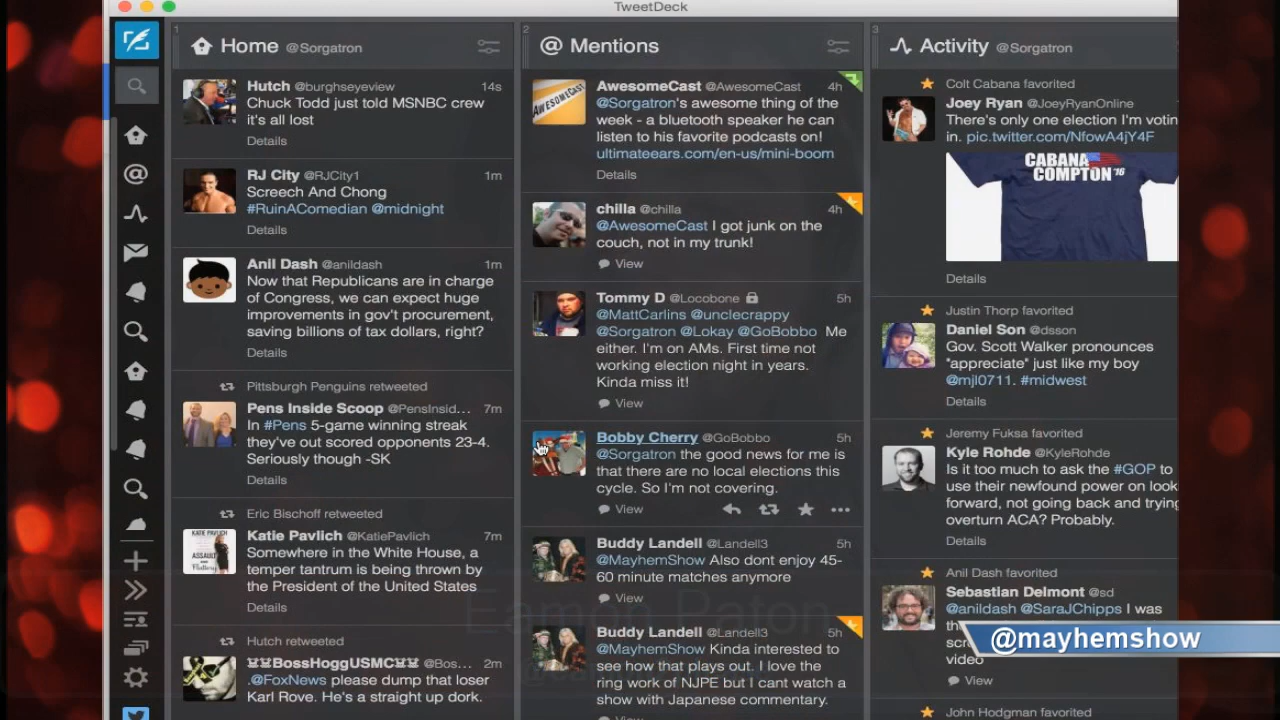 TweetDeck
1
Home @Sorgatron
Hutch @burghseyeview 14s
Chuck Todd just told MSNBC crew
it's all lost
Details
RJ City @RJCity1 1m
Screech And Chong
#RuinAComedian @midnight
Details
Anil Dash @anildash 1m
Now that Republicans are in charge
of Congress, we can expect huge
improvements in gov't procurement,
saving billions of tax dollars, right?
Details
Pittsburgh Penguins retweeted
Pens Inside Scoop @PensInsid... 7m
In #Pens 5-game winning streak
they've out scored opponents 23-4.
Seriously though -SK
Details
Eric Bischoff retweeted
Katie Pavlich @KatiePavlich 7m
Somewhere in the White House, a
temper tantrum is being thrown by
the President of the United States
Details
Hutch retweeted
☠☠BossHoggUSMC☠☠ @Bos... 2m
.@FoxNews please dump that loser
Karl Rove. He's a straight up dork.
2
@ Mentions
AwesomeCast @AwesomeCast 4h
@Sorgatron's awesome thing of the
week - a bluetooth speaker he can
listen to his favorite podcasts on!
ultimateears.com/en-us/mini-boom
Details
chilla @chilla 4h
@AwesomeCast I got junk on the
couch, not in my trunk!
View
Tommy D @Locobone 5h
@MattCarlins @unclecrappy
@Sorgatron @Lokay @GoBobbo Me
either. I'm on AMs. First time not
working election night in years.
Kinda miss it!
View
Bobby Cherry @GoBobbo 5h
@Sorgatron the good news for me is
that there are no local elections this
cycle. So I'm not covering.
View
Buddy Landell @Landell3 5h
@MayhemShow Also dont enjoy 45-
60 minute matches anymore
View
Buddy Landell @Landell3 5h
@MayhemShow Kinda interested to
see how that plays out. I love the
ring work of NJPE but I cant watch a
show with Japanese commentary.
View
3
Activity @Sorgatron
Colt Cabana favorited
Joey Ryan @JoeyRyanOnline
There's only one election I'm votin
in. pic.twitter.com/NfowA4jY4F
CABANA
COMPTON '16
Details
Justin Thorp favorited
Daniel Son @dsson
Gov. Scott Walker pronounces
"appreciate" just like my boy
@mjl0711. #midwest
Details
Jeremy Fuksa favorited
Kyle Rohde @KyleRohde
Is it too much to ask the #GOP to
use their newfound power on look
forward, not going back and trying
overturn ACA? Probably.
Details
Anil Dash favorited
Sebastian Delmont @sd
@anildash @SaraJChipps I was
video
View
John Hodgman favorited
@mayhemshow
AWESOMECAST
KATIE PAVLICH
ASSAULT